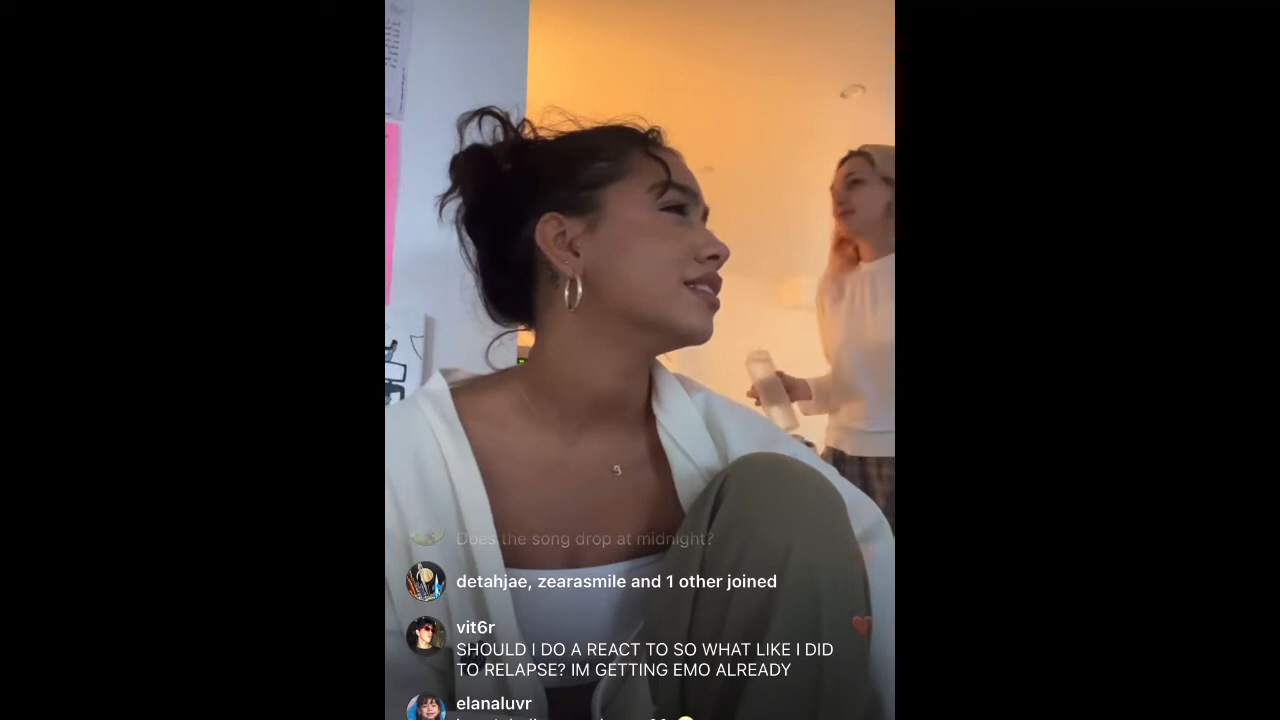 Does the song drop at midnight?
detahjae, zearasmile and 1 other joined
vit6r
SHOULD I DO A REACT TO SO WHAT LIKE I DID
TO RELAPSE? IM GETTING EMO ALREADY
elanaluvr